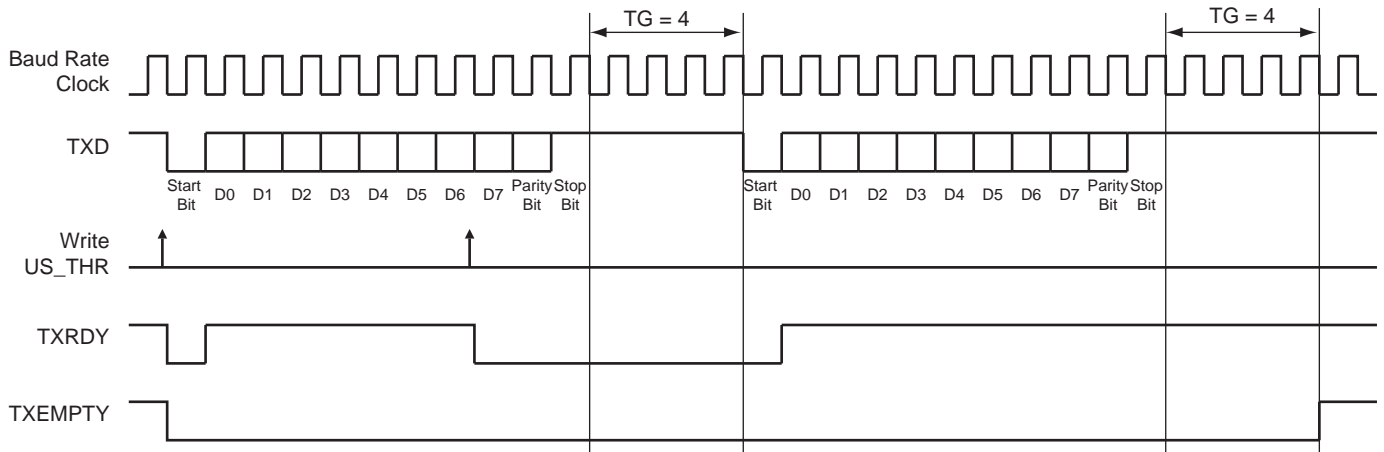 TG = 4
TG = 4
Baud Rate
Clock
TXD
Start
Bit
D0
D1
D2
D3
D4
D5
D6
D7
Parity
Bit
Stop
Bit
Start
Bit
D0
D1
D2
D3
D4
D5
D6
D7
Parity
Bit
Stop
Bit
Write
US_THR
TXRDY
TXEMPTY